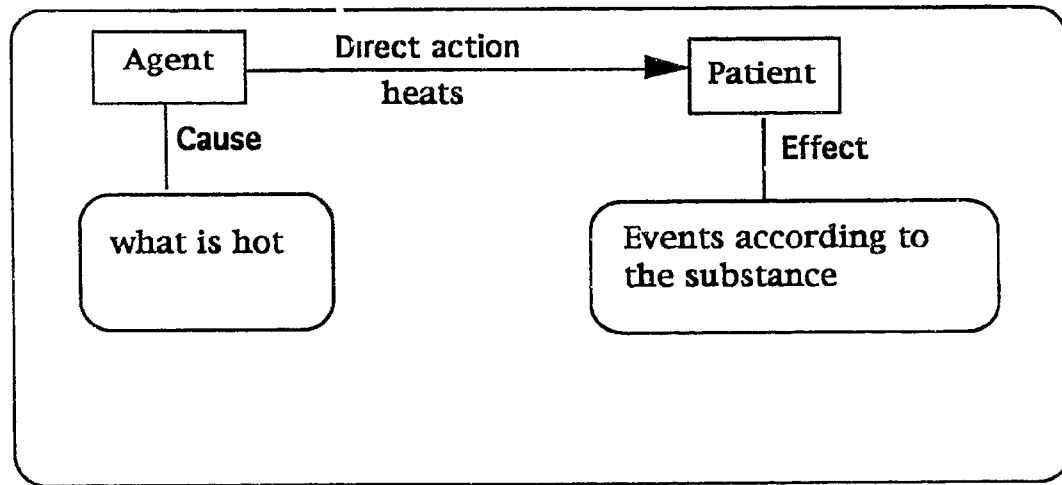 Agent
Direct action
heats
Patient
Cause
Effect
what is hot
Events according to
the substance